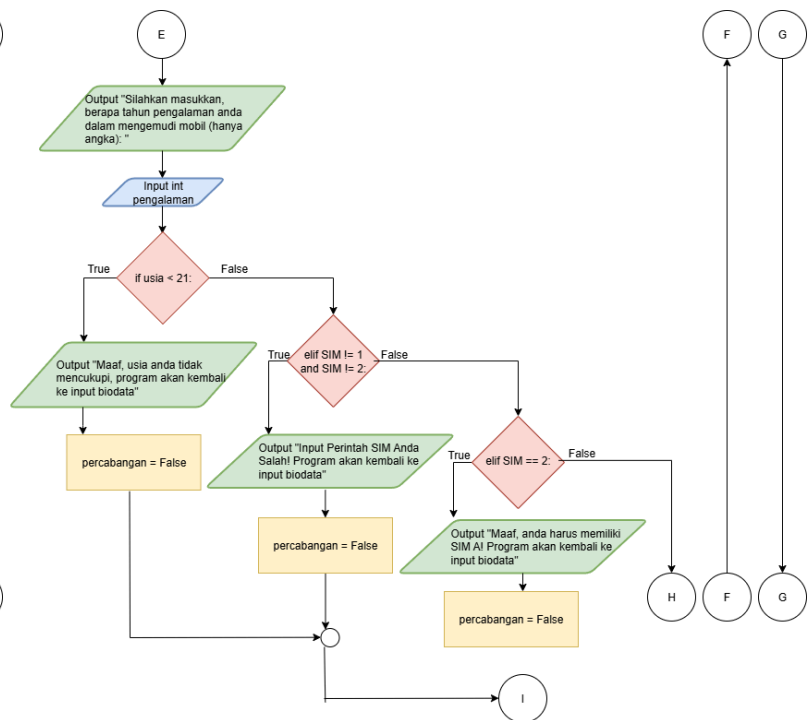 E
F
G
Output "Silahkan masukkan,
berapa tahun pengalaman anda
dalam mengemudi mobil (hanya
angka): "
Input int
pengalaman
True
if usia < 21:
False
Output "Maaf, usia anda tidak
mencukupi, program akan kembali
ke input biodata"
True
elif SIM != 1
and SIM != 2:
False
percabangan = False
Output "Input Perintah SIM Anda
Salah! Program akan kembali ke
input biodata"
True
elif SIM == 2:
False
percabangan = False
Output "Maaf, anda harus memiliki
SIM A! Program akan kembali ke
input biodata"
percabangan = False
H
F
G
I